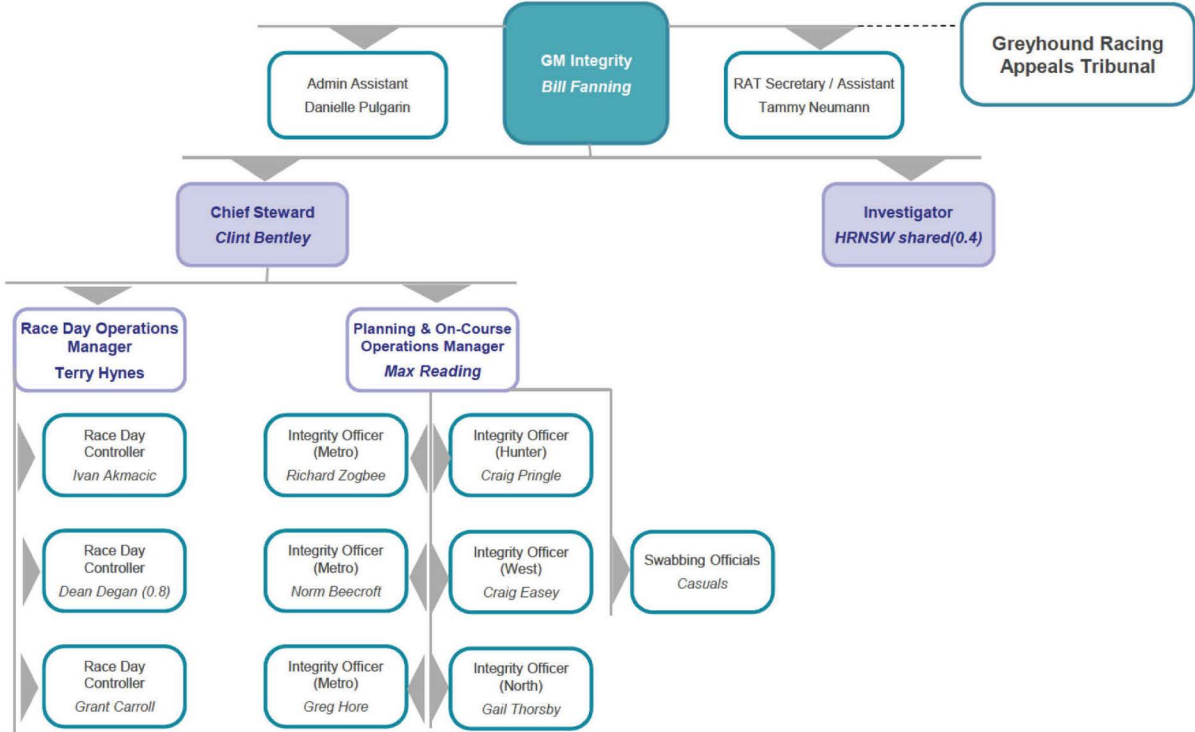 GM Integrity
Bill Fanning
Greyhound Racing
Appeals Tribunal
Admin Assistant
Danielle Pulgarin
RAT Secretary / Assistant
Tammy Neumann
Chief Steward
Clint Bentley
Investigator
HRNSW shared(0.4)
Race Day Operations
Manager
Terry Hynes
Planning & On-Course
Operations Manager
Max Reading
Race Day
Controller
Ivan Akmacic
Integrity Officer
(Metro)
Richard Zogbee
Integrity Officer
(Hunter)
Craig Pringle
Race Day
Controller
Dean Degan (0.8)
Integrity Officer
(Metro)
Norm Beecroft
Integrity Officer
(West)
Craig Easey
Swabbing Officials
Casuals
Race Day
Controller
Grant Carroll
Integrity Officer
(Metro)
Greg Hore
Integrity Officer
(North)
Gail Thorsby